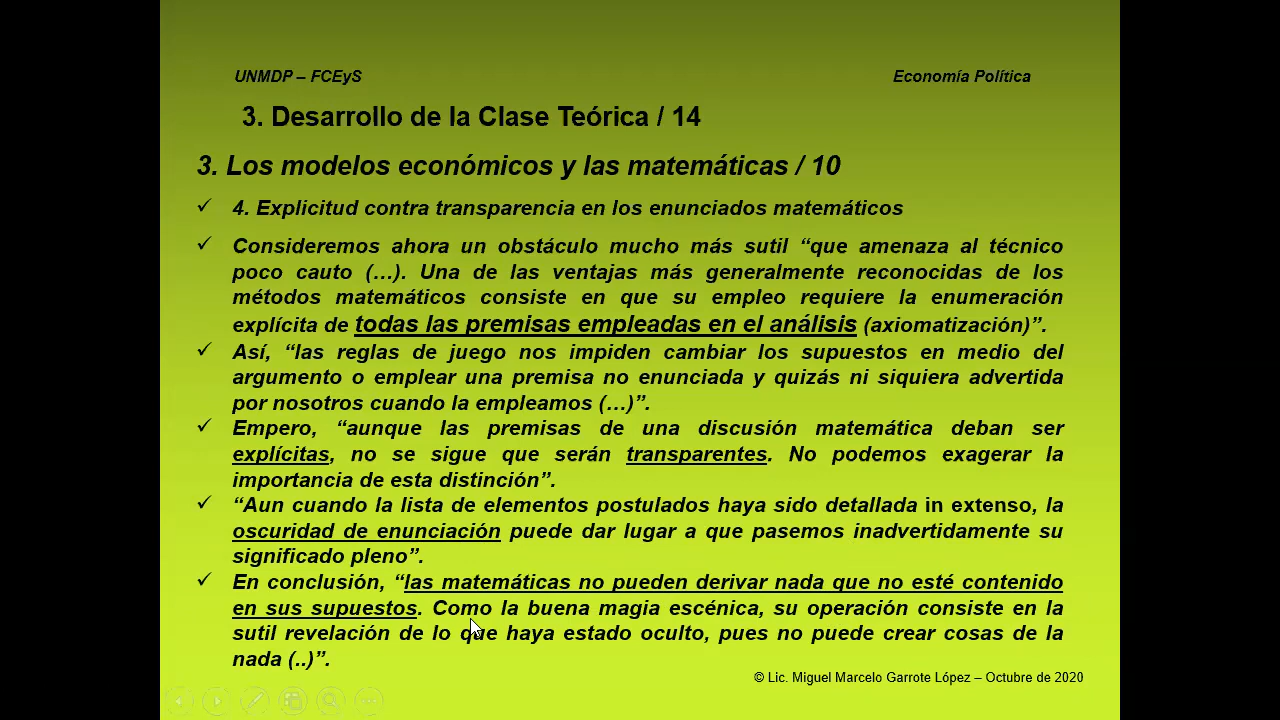 UNMDP – FCEyS
Economía Política
3. Desarrollo de la Clase Teórica / 14
3. Los modelos económicos y las matemáticas / 10
✓ 4. Explicitud contra transparencia en los enunciados matemáticos
✓ Consideremos ahora un obstáculo mucho más sutil “que amenaza al técnico
poco cauto (…). Una de las ventajas más generalmente reconocidas de los
métodos matemáticos consiste en que su empleo requiere la enumeración
explícita de todas las premisas empleadas en el análisis (axiomatización)”.
✓ Así, “las reglas de juego nos impiden cambiar los supuestos en medio del
argumento o emplear una premisa no enunciada y quizás ni siquiera advertida
por nosotros cuando la empleamos (…)”.
✓ Empero, “aunque las premisas de una discusión matemática deban ser
explícitas, no se sigue que serán transparentes. No podemos exagerar la
importancia de esta distinción”.
✓ “Aun cuando la lista de elementos postulados haya sido detallada in extenso, la
oscuridad de enunciación puede dar lugar a que pasemos inadvertidamente su
significado pleno”.
✓ En conclusión, “las matemáticas no pueden derivar nada que no esté contenido
en sus supuestos. Como la buena magia escénica, su operación consiste en la
sutil revelación de lo que haya estado oculto, pues no puede crear cosas de la
nada (..)”.
© Lic. Miguel Marcelo Garrote López – Octubre de 2020